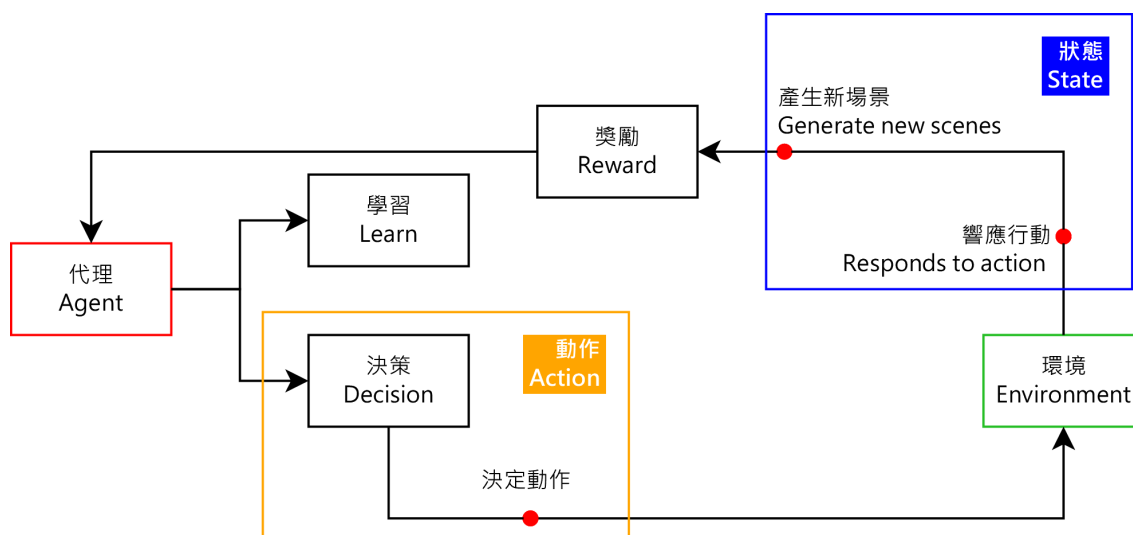 狀態
State
產生新場景
Generate new scenes
獎勵
Reward
學習
Learn
響應行動
Responds to action
代理
Agent
決策
Decision
動作
Action
環境
Environment
決定動作